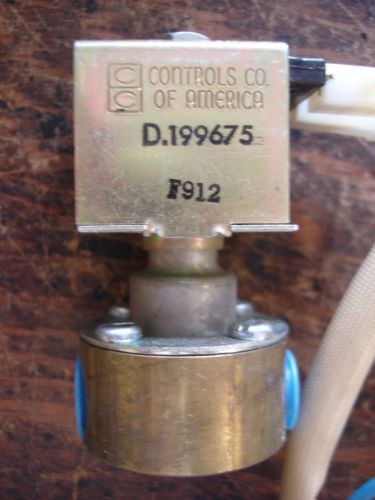 C CONTROLS CO.
C OF AMERICA
D.199675
F912